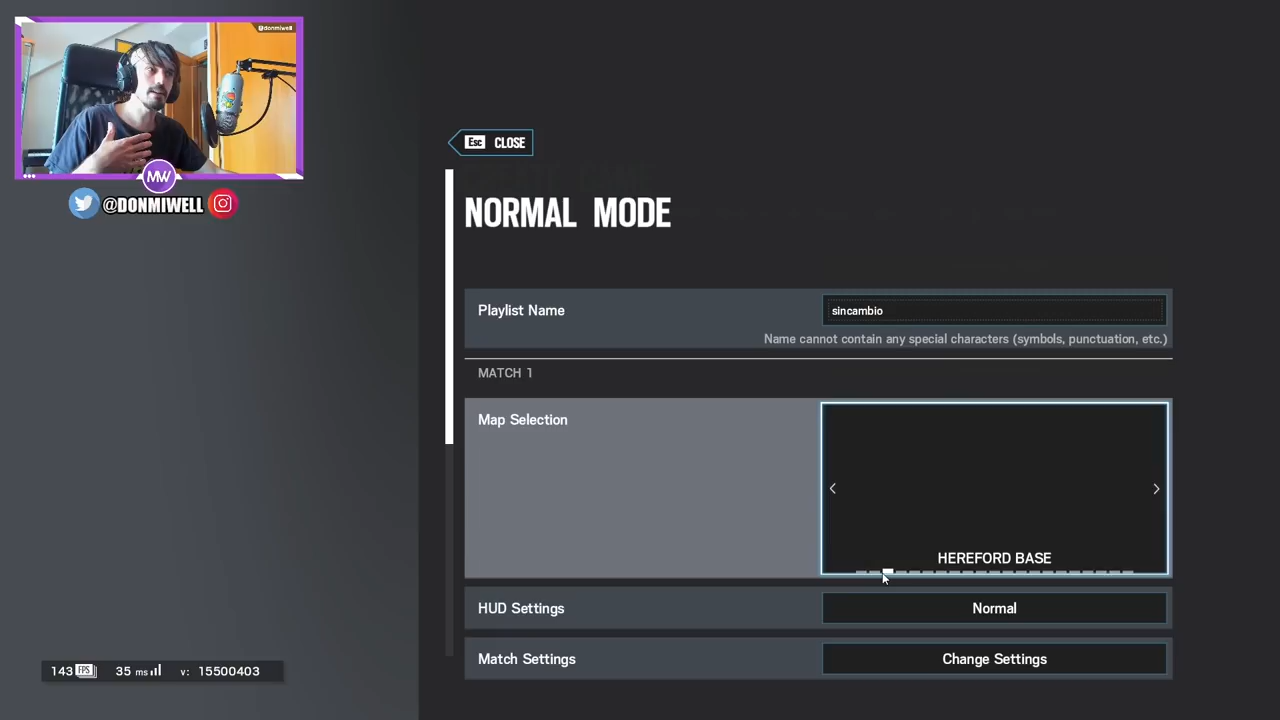 @donmiwell
MW
@DONMIWELL
Esc CLOSE
NORMAL MODE
Playlist Name
sincambio
Name cannot contain any special characters (symbols, punctuation, etc.)
MATCH 1
Map Selection
HEREFORD BASE
HUD Settings
Normal
Match Settings
Change Settings
143 FPS 35 ms v: 15500403